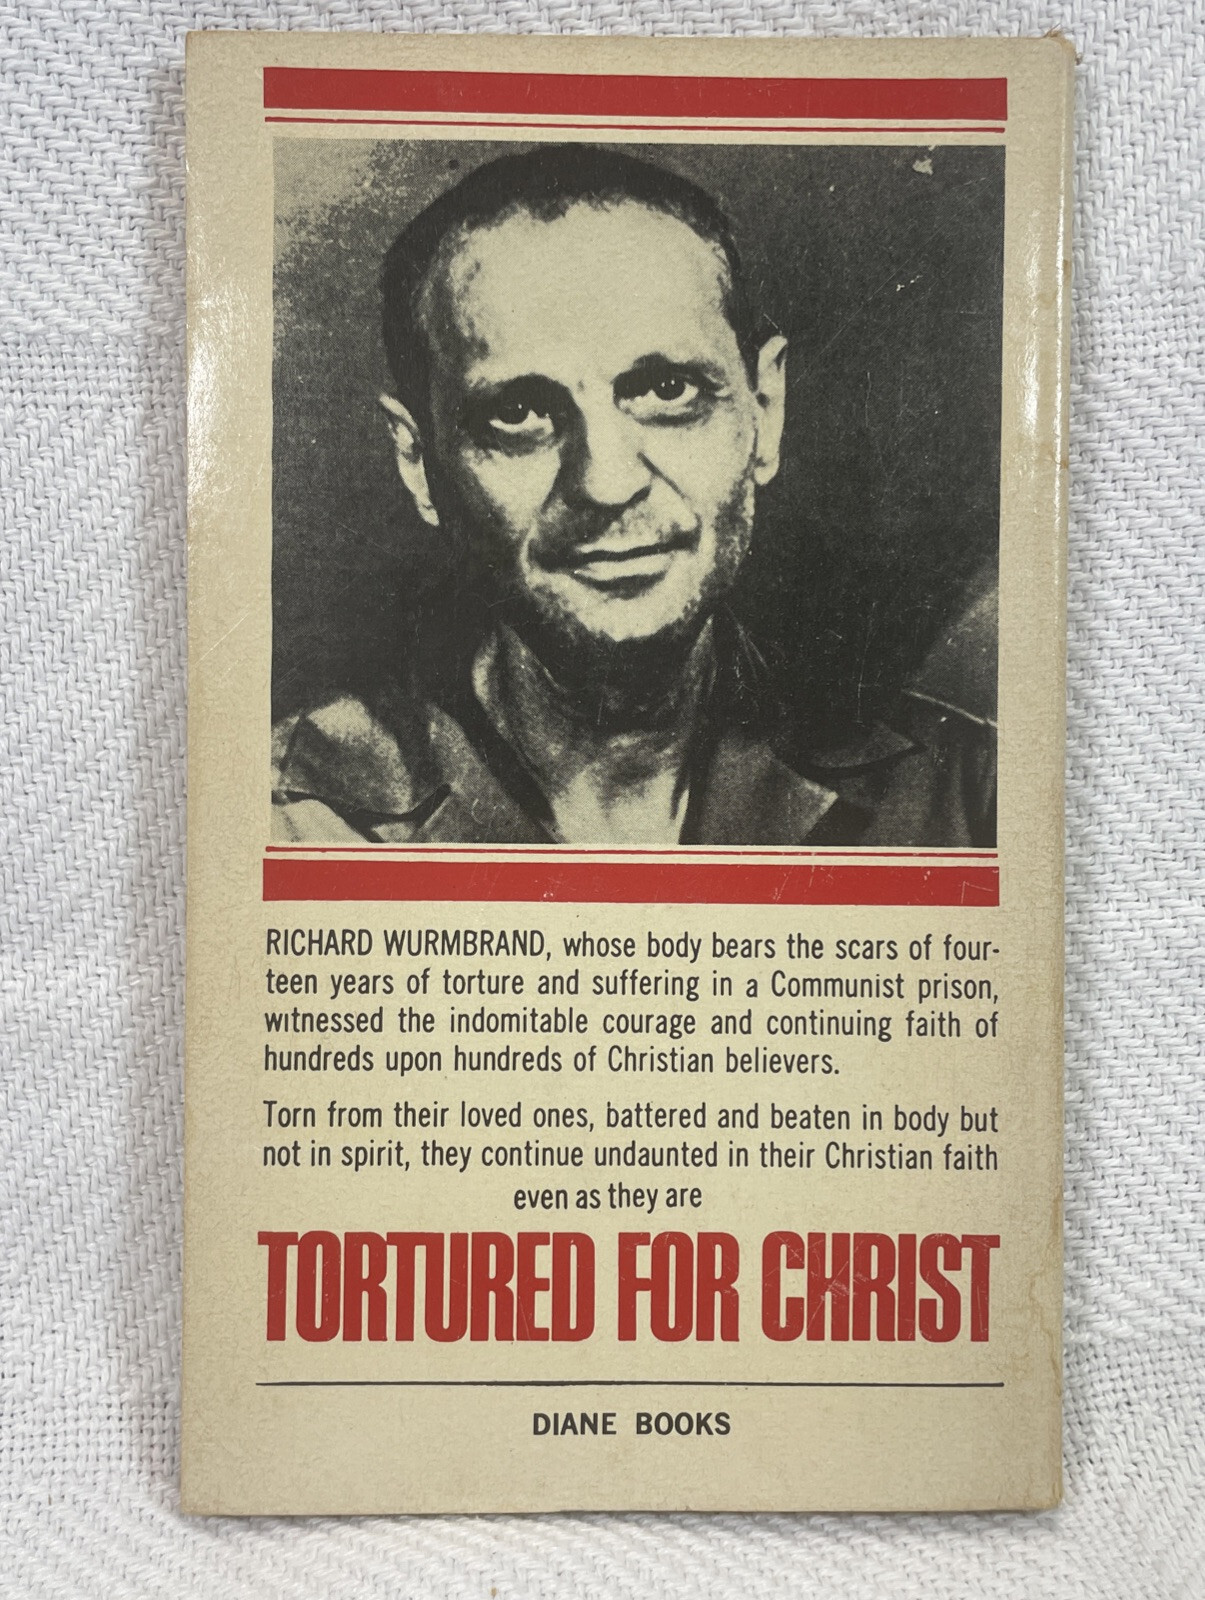 RICHARD WURMBRAND, whose body bears the scars of four-
teen years of torture and suffering in a Communist prison,
witnessed the indomitable courage and continuing faith of
hundreds upon hundreds of Christian believers.
Torn from their loved ones, battered and beaten in body but
not in spirit, they continue undaunted in their Christian faith
even as they are
TORTURED FOR CHRIST
DIANE BOOKS